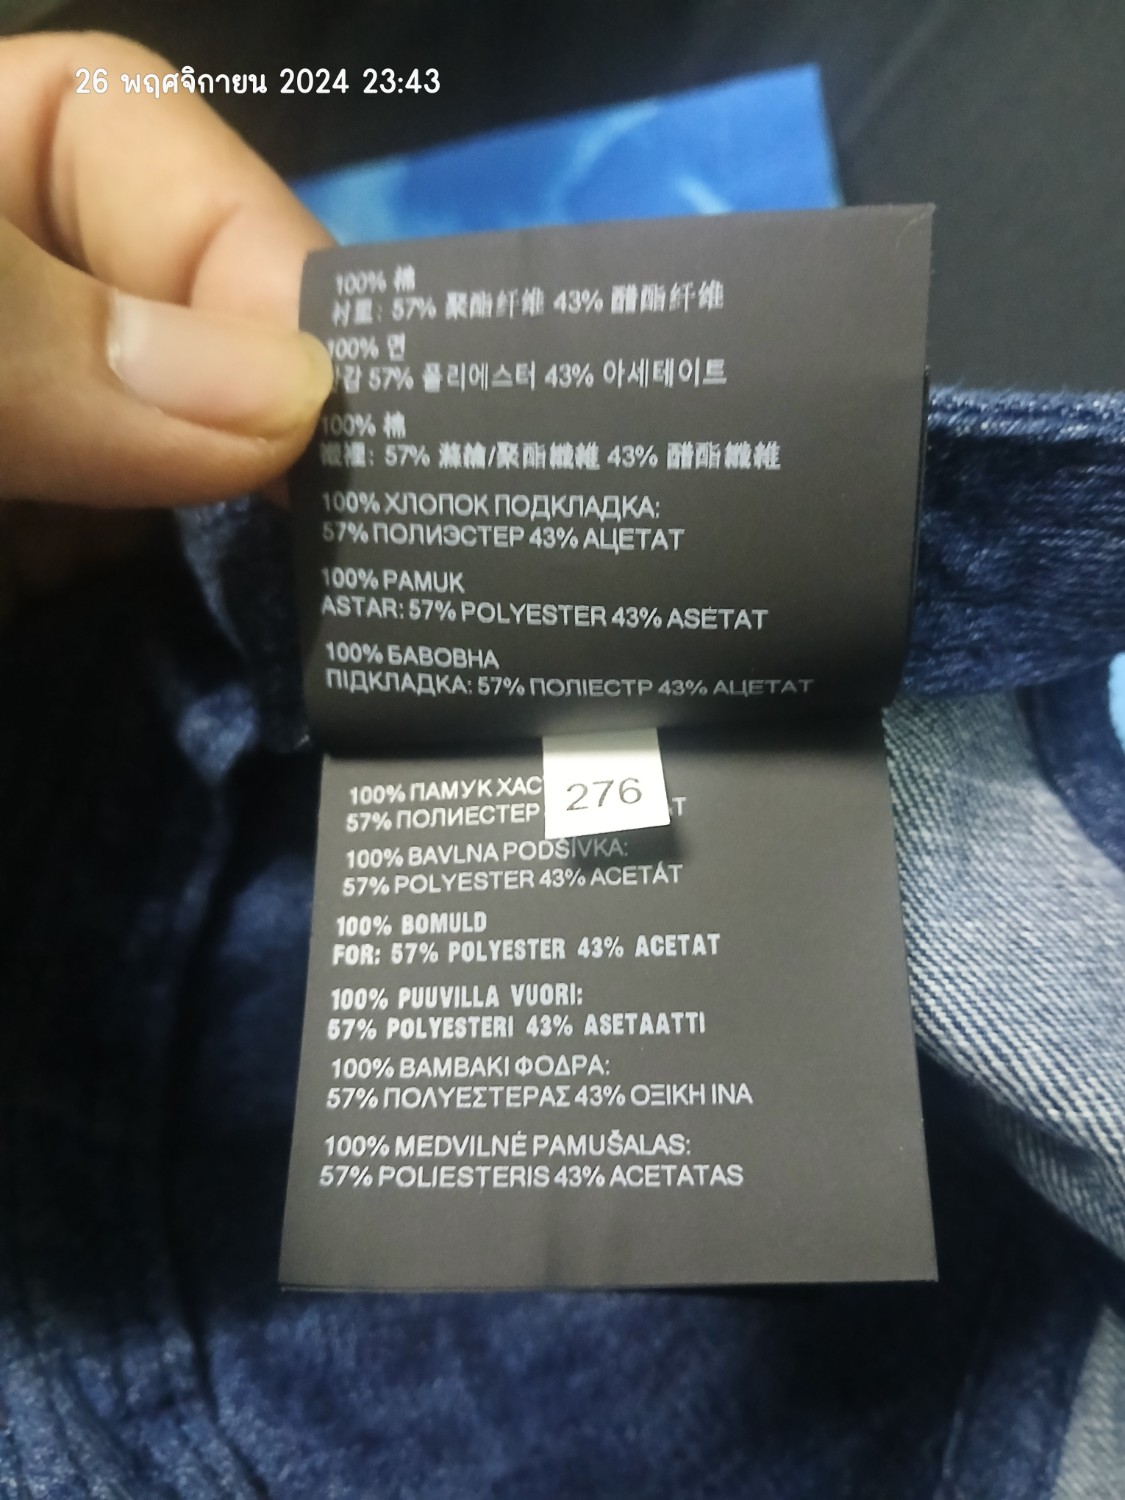 26 พฤศจิกายน 2024 23:43
100% 棉
衬里: 57% 聚酯纤维 43% 醋酯纤维
100% 면
안감 57% 폴리에스터 43% 아세테이트
100% 棉
襯裡: 57% 滌綸/聚酯纖維 43% 醋酯纖維
100% ХЛОПОК ПОДКЛАДКА:
57% ПОЛИЭСТЕР 43% АЦЕТАТ
100% PAMUK
ASTAR: 57% POLYESTER 43% ASETAT
100% БАВОВНА
ПІДКЛАДКА: 57% ПОЛІЕСТР 43% АЦЕТАТ
100% ПАМУК ХАС
57% ПОЛИЕСТЕР
276
100% BAVLNA PODŠÍVKA:
57% POLYESTER 43% ACETÁT
100% BOMULD
FOR: 57% POLYESTER 43% ACETAT
100% PUUVILLA VUORI:
57% POLYESTERI 43% ASETAATTI
100% ΒΑΜΒΑΚΙ ΦΟΔΡΑ:
57% ΠΟΛΥΕΣΤΕΡΑΣ 43% ΟΞΙΚΗ ΙΝΑ
100% MEDVILNĖ PAMUŠALAS:
57% POLIESTERIS 43% ACETATAS